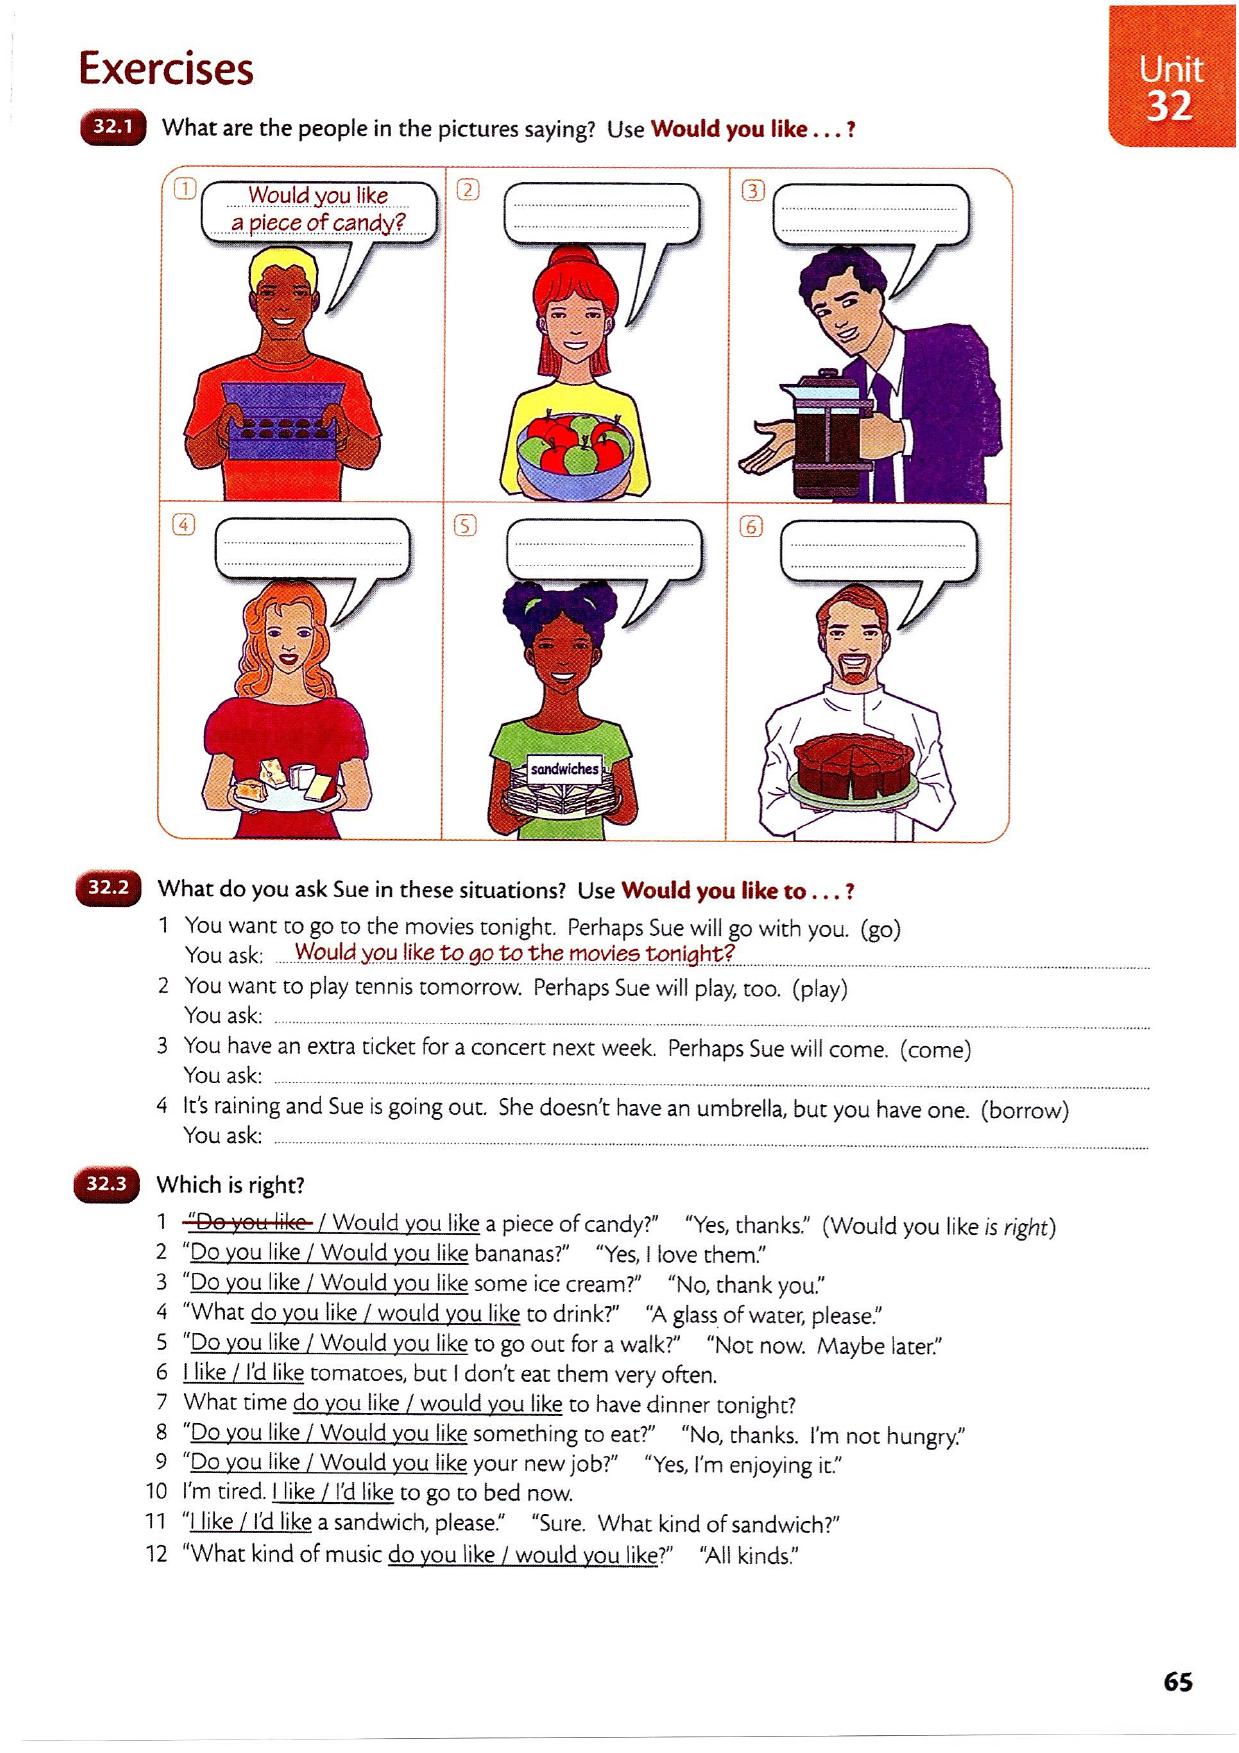 Exercises
Unit
32
32.1 What are the people in the pictures saying? Use Would you like . . . ?
1 Would you like
a piece of candy?
2
3
4
5
sandwiches
6
32.2 What do you ask Sue in these situations? Use Would you like to . . . ?
1 You want to go to the movies tonight. Perhaps Sue will go with you. (go)
You ask: Would you like to go to the movies tonight?
2 You want to play tennis tomorrow. Perhaps Sue will play, too. (play)
You ask:
3 You have an extra ticket for a concert next week. Perhaps Sue will come. (come)
You ask:
4 It's raining and Sue is going out. She doesn't have an umbrella, but you have one. (borrow)
You ask:
32.3 Which is right?
1 "Do you like / Would you like a piece of candy?" "Yes, thanks." (Would you like is right)
2 "Do you like / Would you like bananas?" "Yes, I love them."
3 "Do you like / Would you like some ice cream?" "No, thank you."
4 "What do you like / would you like to drink?" "A glass of water, please."
5 "Do you like / Would you like to go out for a walk?" "Not now. Maybe later."
6 I like / I'd like tomatoes, but I don't eat them very often.
7 What time do you like / would you like to have dinner tonight?
8 "Do you like / Would you like something to eat?" "No, thanks. I'm not hungry."
9 "Do you like / Would you like your new job?" "Yes, I'm enjoying it."
10 I'm tired. I like / I'd like to go to bed now.
11 "I like / I'd like a sandwich, please." "Sure. What kind of sandwich?"
12 "What kind of music do you like / would you like?" "All kinds."
65